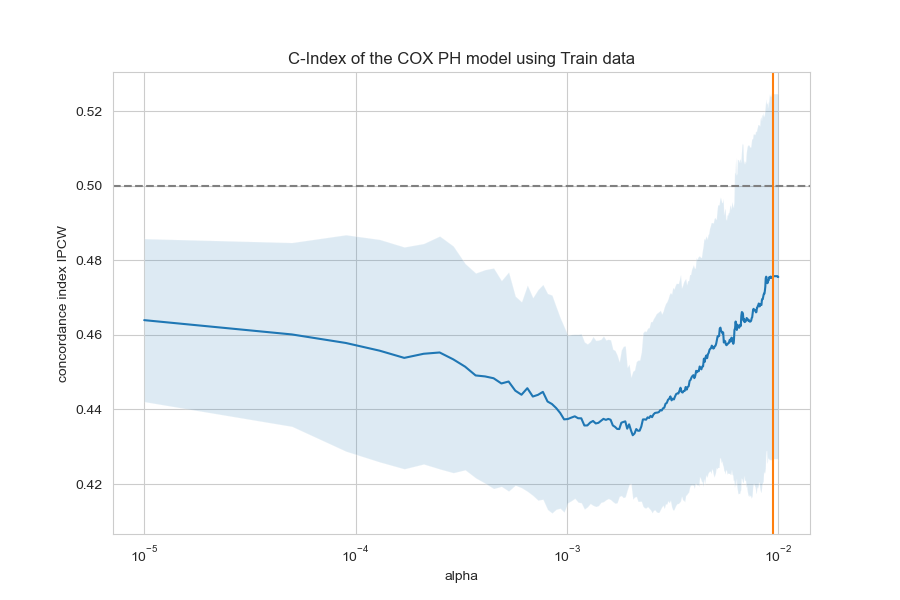 C-Index of the COX PH model using Train data
concordance index IPCW
0.52
0.50
0.48
0.46
0.44
0.42
10⁻⁵ 10⁻⁴ 10⁻³ 10⁻²
alpha